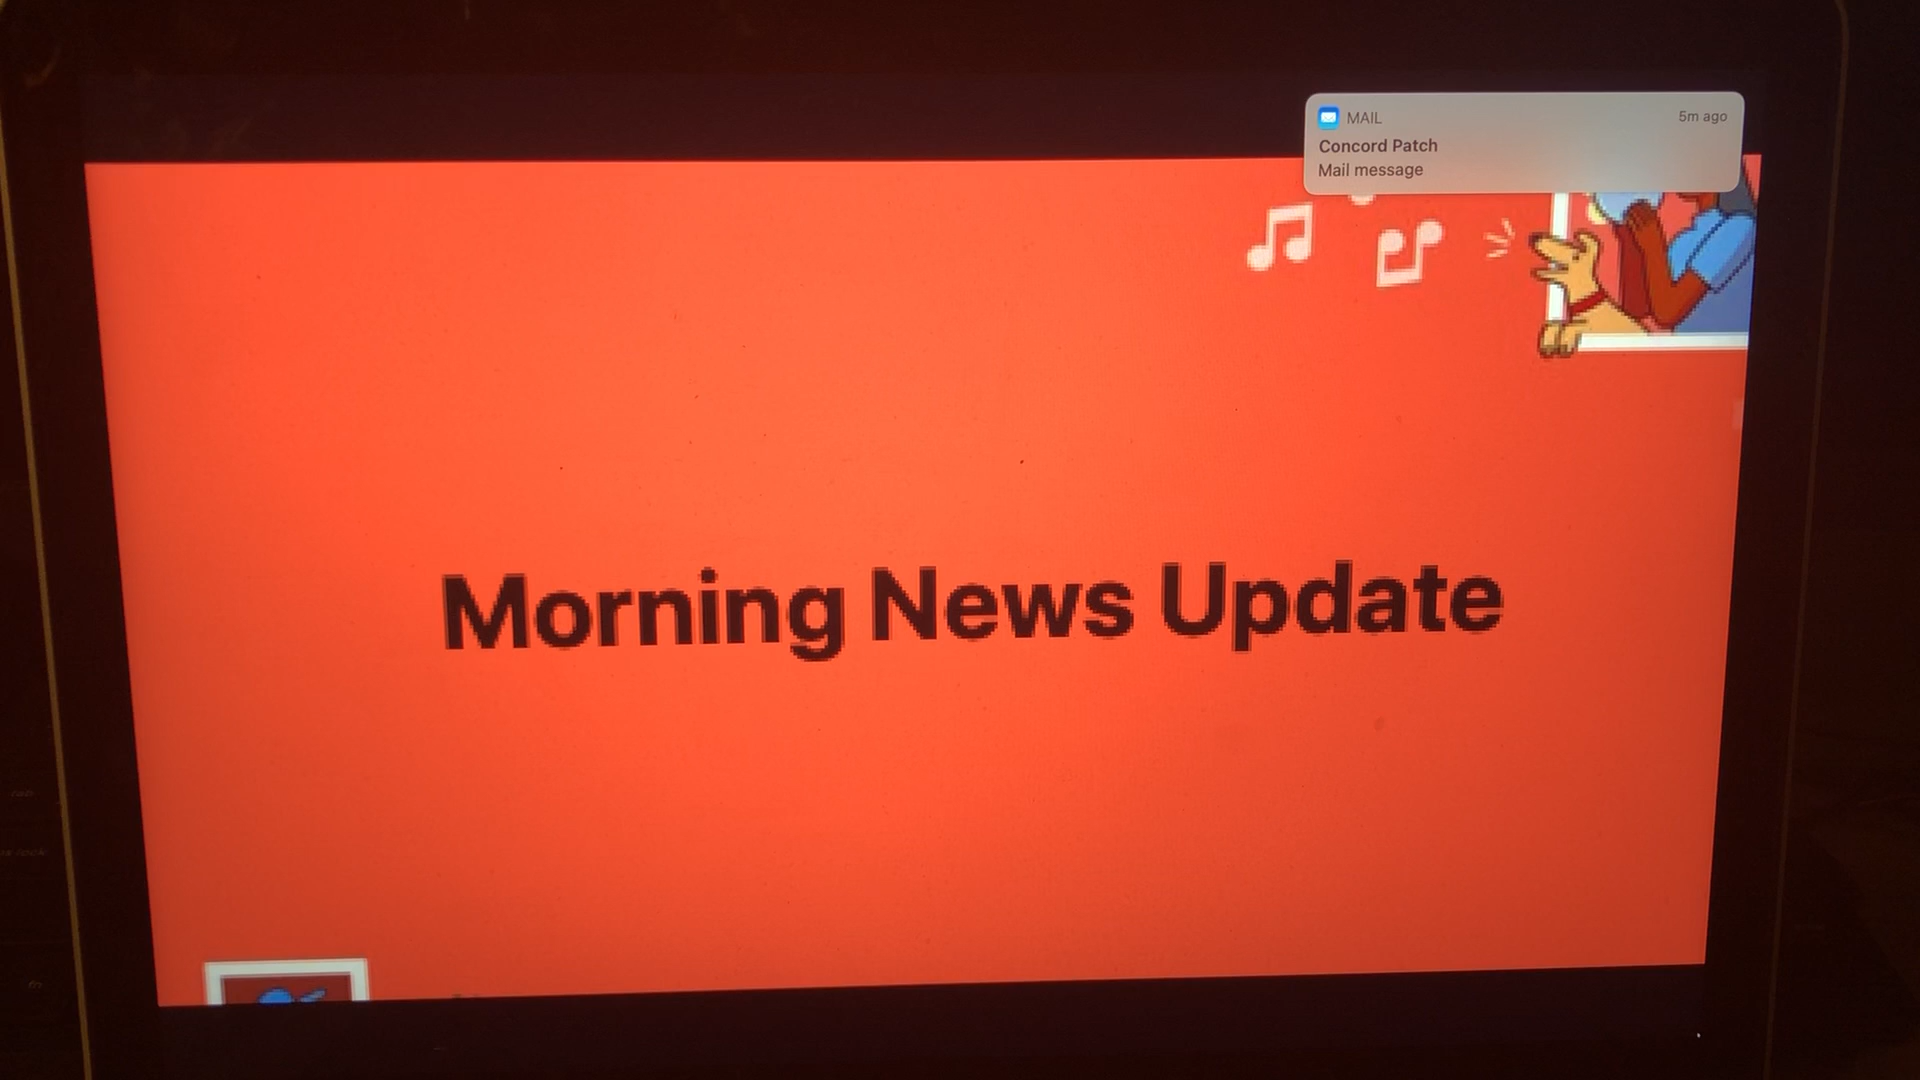 MAIL
5m ago
Concord Patch
Mail message
Morning News Update